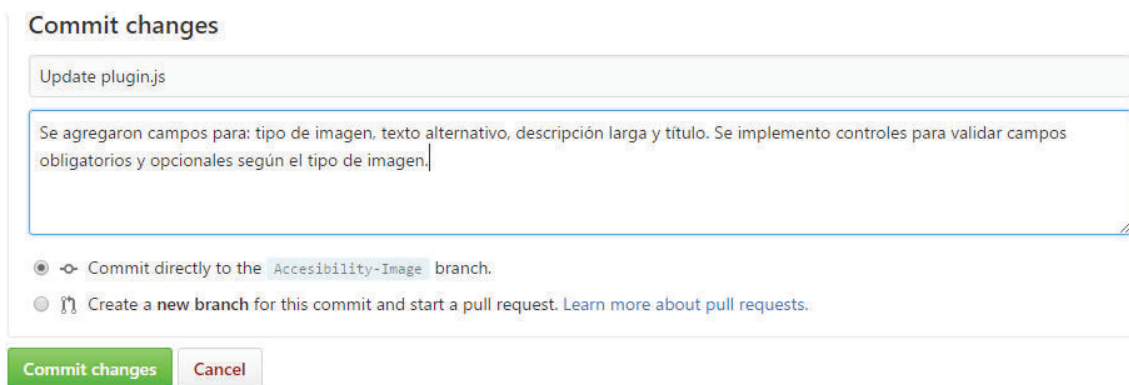 Commit changes
Update plugin.js
Se agregaron campos para: tipo de imagen, texto alternativo, descripción larga y título. Se implemento controles para validar campos
obligatorios y opcionales según el tipo de imagen.
Commit directly to the Accesibility-Image branch.
Create a new branch for this commit and start a pull request. Learn more about pull requests.
Commit changes Cancel